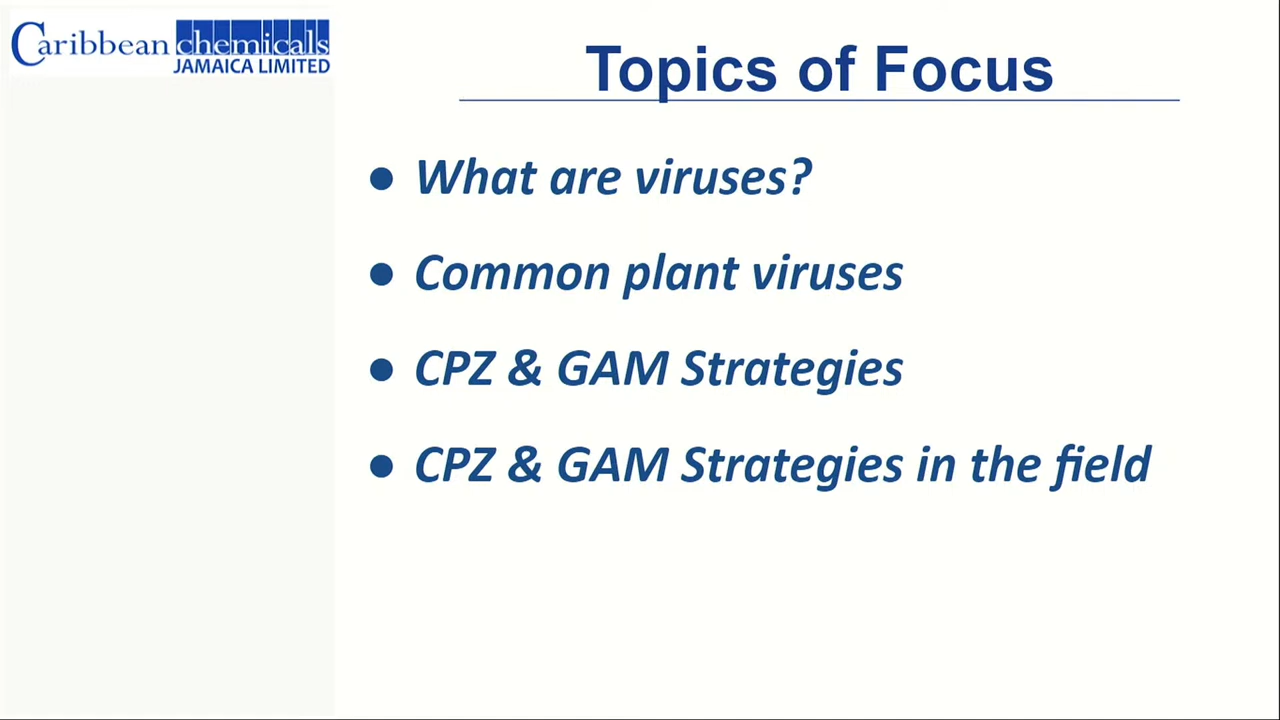 Caribbean chemicals
JAMAICA LIMITED
Topics of Focus
● What are viruses?
● Common plant viruses
● CPZ & GAM Strategies
● CPZ & GAM Strategies in the field